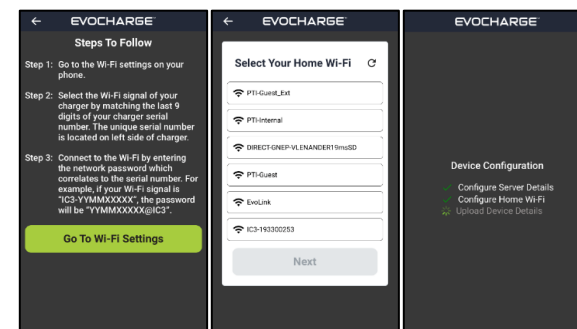 EVOCHARGE
Steps To Follow
Step 1: Go to the Wi-Fi settings on your
phone.
Step 2: Select the Wi-Fi signal of your
charger by matching the last 9
digits of your charger serial
number. The unique serial number
is located on left side of charger.
Step 3: Connect to the Wi-Fi by entering
the network password which
correlates to the serial number. For
example, if your Wi-Fi signal is
"IC3-YYMMXXXXX", the password
will be "YYMMXXXXX@IC3".
Go To Wi-Fi Settings
EVOCHARGE
Select Your Home Wi-Fi
PTI-Guest_Ext
PTI-Internal
DIRECT-GNEP-VLENANDER19msSD
PTI-Guest
EvoLink
IC3-193300253
Next
EVOCHARGE
Device Configuration
Configure Server Details
Configure Home Wi-Fi
Upload Device Details